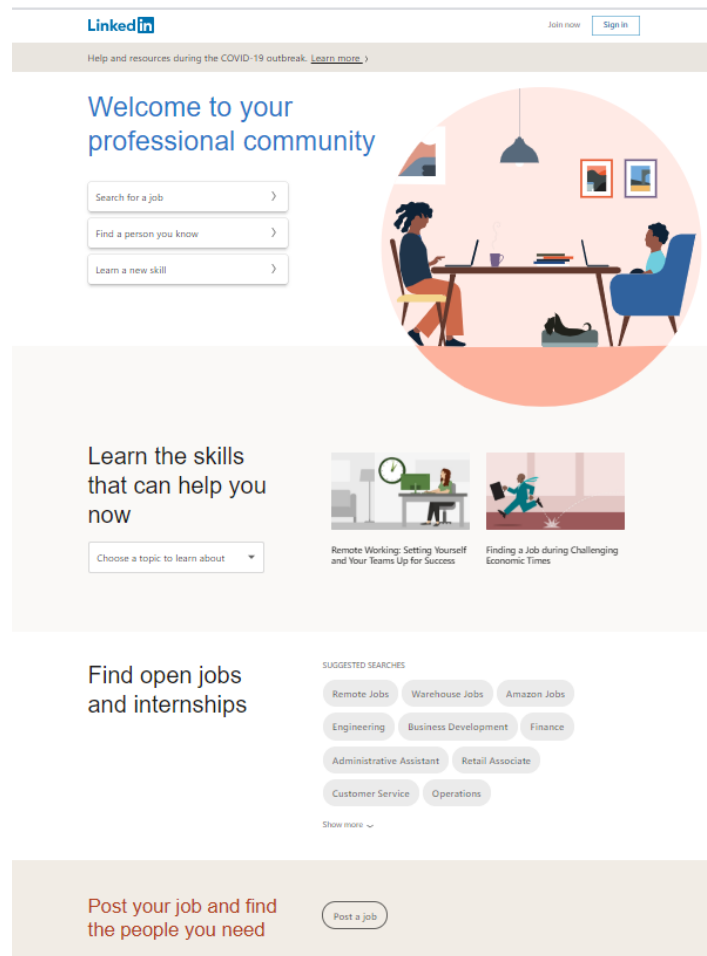 Linked in
Join now
Sign in
Help and resources during the COVID-19 outbreak. Learn more
Welcome to your
professional community
Search for a job
Find a person you know
Learn a new skill
Learn the skills
that can help you
now
Choose a topic to learn about
Remote Working: Setting Yourself
and Your Teams Up for Success
Finding a Job during Challenging
Economic Times
Find open jobs
and internships
SUGGESTED SEARCHES
Remote Jobs
Warehouse Jobs
Amazon Jobs
Engineering
Business Development
Finance
Administrative Assistant
Retail Associate
Customer Service
Operations
Show more
Post your job and find
the people you need
Post a job